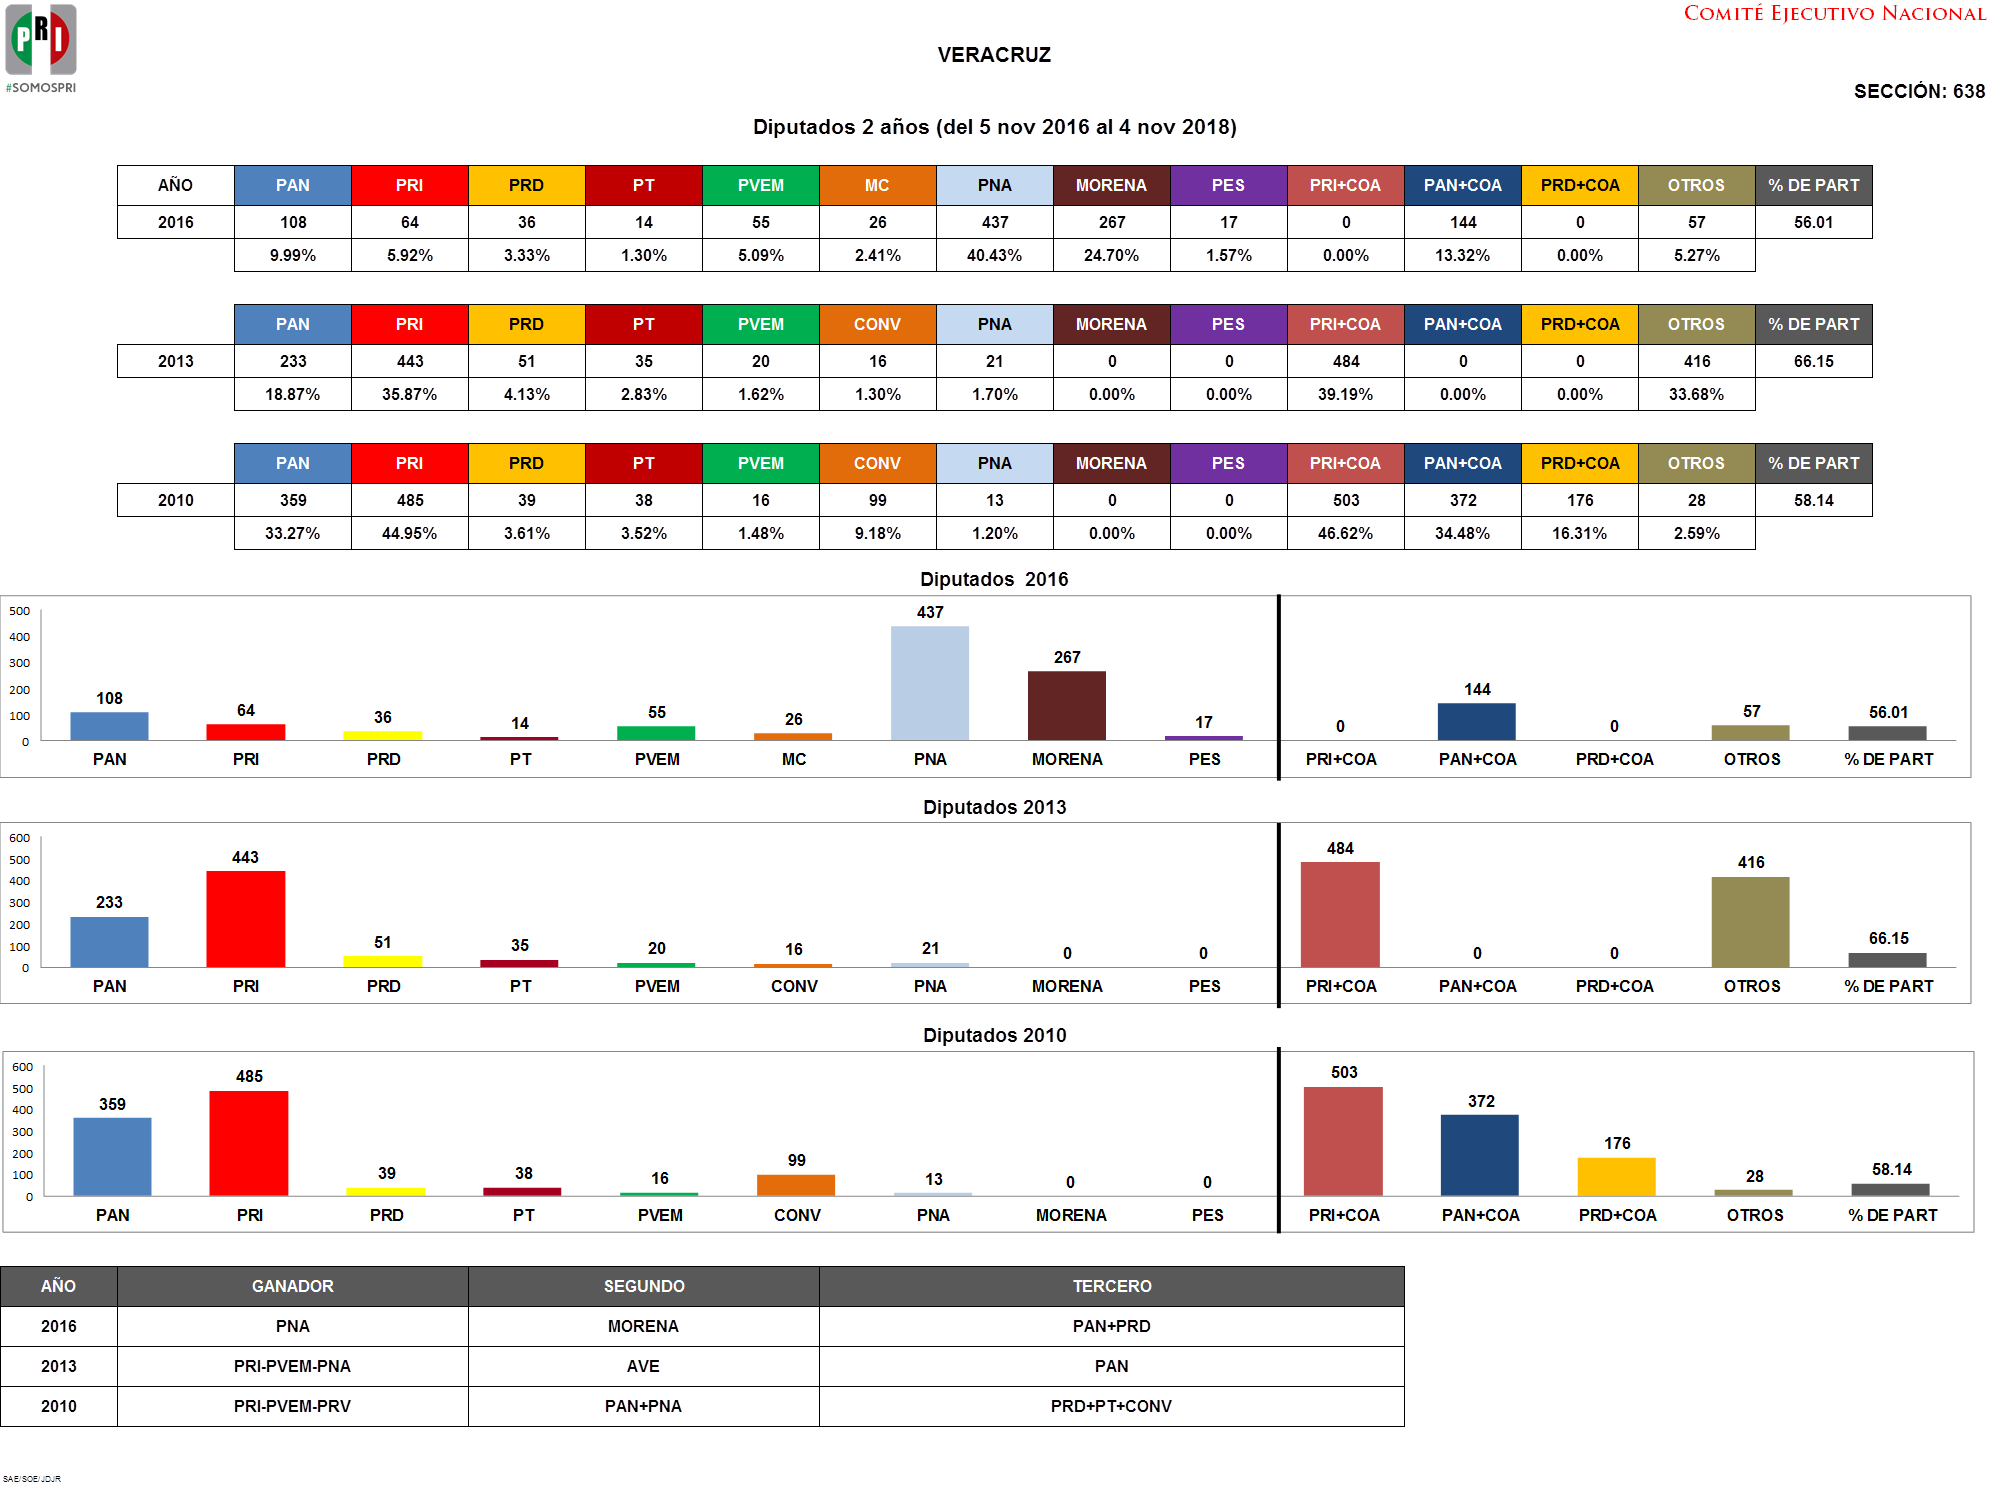 PRI
#SOMOSPRI
COMITÉ EJECUTIVO NACIONAL
VERACRUZ
SECCIÓN: 638
Diputados 2 años (del 5 nov 2016 al 4 nov 2018)
AÑO PAN PRI PRD PT PVEM MC PNA MORENA PES PRI+COA PAN+COA PRD+COA OTROS % DE PART
2016 108 64 36 14 55 26 437 267 17 0 144 0 57 56.01
9.99% 5.92% 3.33% 1.30% 5.09% 2.41% 40.43% 24.70% 1.57% 0.00% 13.32% 0.00% 5.27%
PAN PRI PRD PT PVEM CONV PNA MORENA PES PRI+COA PAN+COA PRD+COA OTROS % DE PART
2013 233 443 51 35 20 16 21 0 0 484 0 0 416 66.15
18.87% 35.87% 4.13% 2.83% 1.62% 1.30% 1.70% 0.00% 0.00% 39.19% 0.00% 0.00% 33.68%
PAN PRI PRD PT PVEM CONV PNA MORENA PES PRI+COA PAN+COA PRD+COA OTROS % DE PART
2010 359 485 39 38 16 99 13 0 0 503 372 176 28 58.14
33.27% 44.95% 3.61% 3.52% 1.48% 9.18% 1.20% 0.00% 0.00% 46.62% 34.48% 16.31% 2.59%
Diputados 2016
500
400
300
200
100
0
108 64 36 14 55 26 437 267 17 0 144 0 57 56.01
PAN PRI PRD PT PVEM MC PNA MORENA PES PRI+COA PAN+COA PRD+COA OTROS % DE PART
Diputados 2013
600
500
400
300
200
100
0
233 443 51 35 20 16 21 0 0 484 0 0 416 66.15
PAN PRI PRD PT PVEM CONV PNA MORENA PES PRI+COA PAN+COA PRD+COA OTROS % DE PART
Diputados 2010
600
500
400
300
200
100
0
359 485 39 38 16 99 13 0 0 503 372 176 28 58.14
PAN PRI PRD PT PVEM CONV PNA MORENA PES PRI+COA PAN+COA PRD+COA OTROS % DE PART
AÑO GANADOR SEGUNDO TERCERO
2016 PNA MORENA PAN+PRD
2013 PRI-PVEM-PNA AVE PAN
2010 PRI-PVEM-PRV PAN+PNA PRD+PT+CONV
SAE/SOE/JDJR